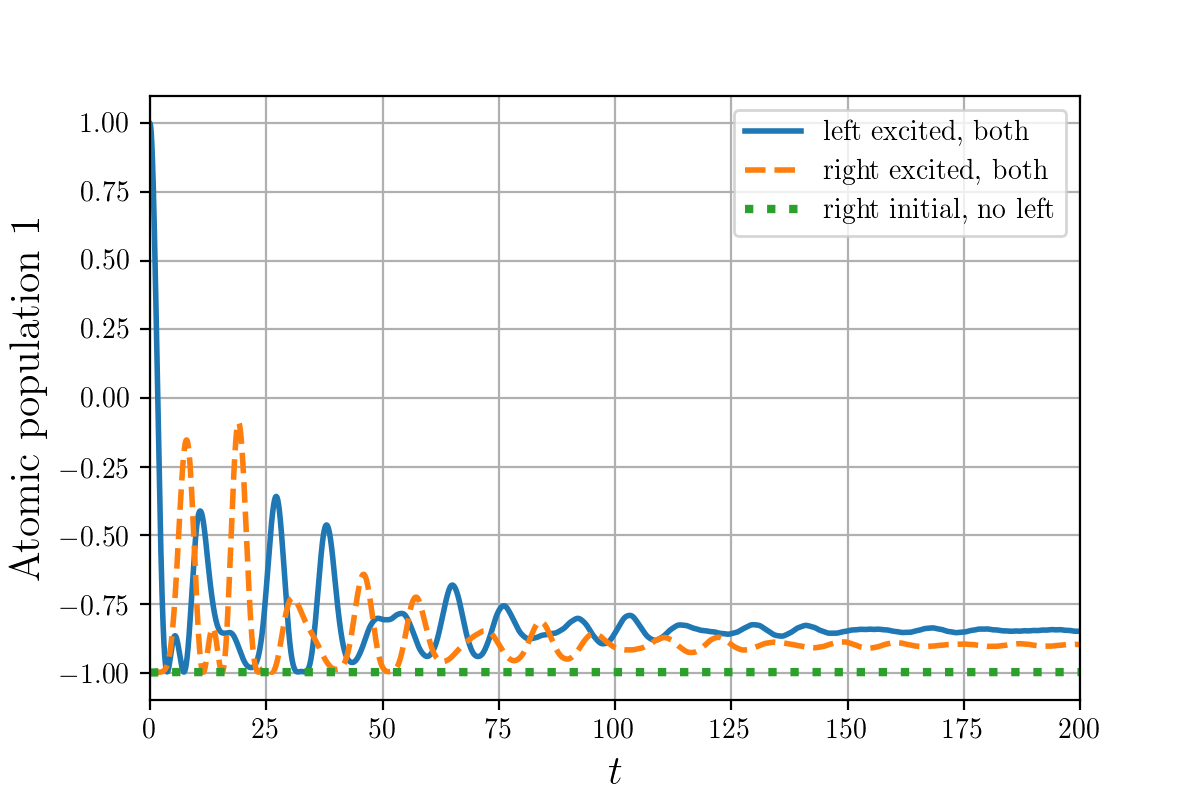 left excited, both
right excited, both
right initial, no left
Atomic population 1
1.00
0.75
0.50
0.25
0.00
−0.25
−0.50
−0.75
−1.00
0 25 50 75 100 125 150 175 200
t